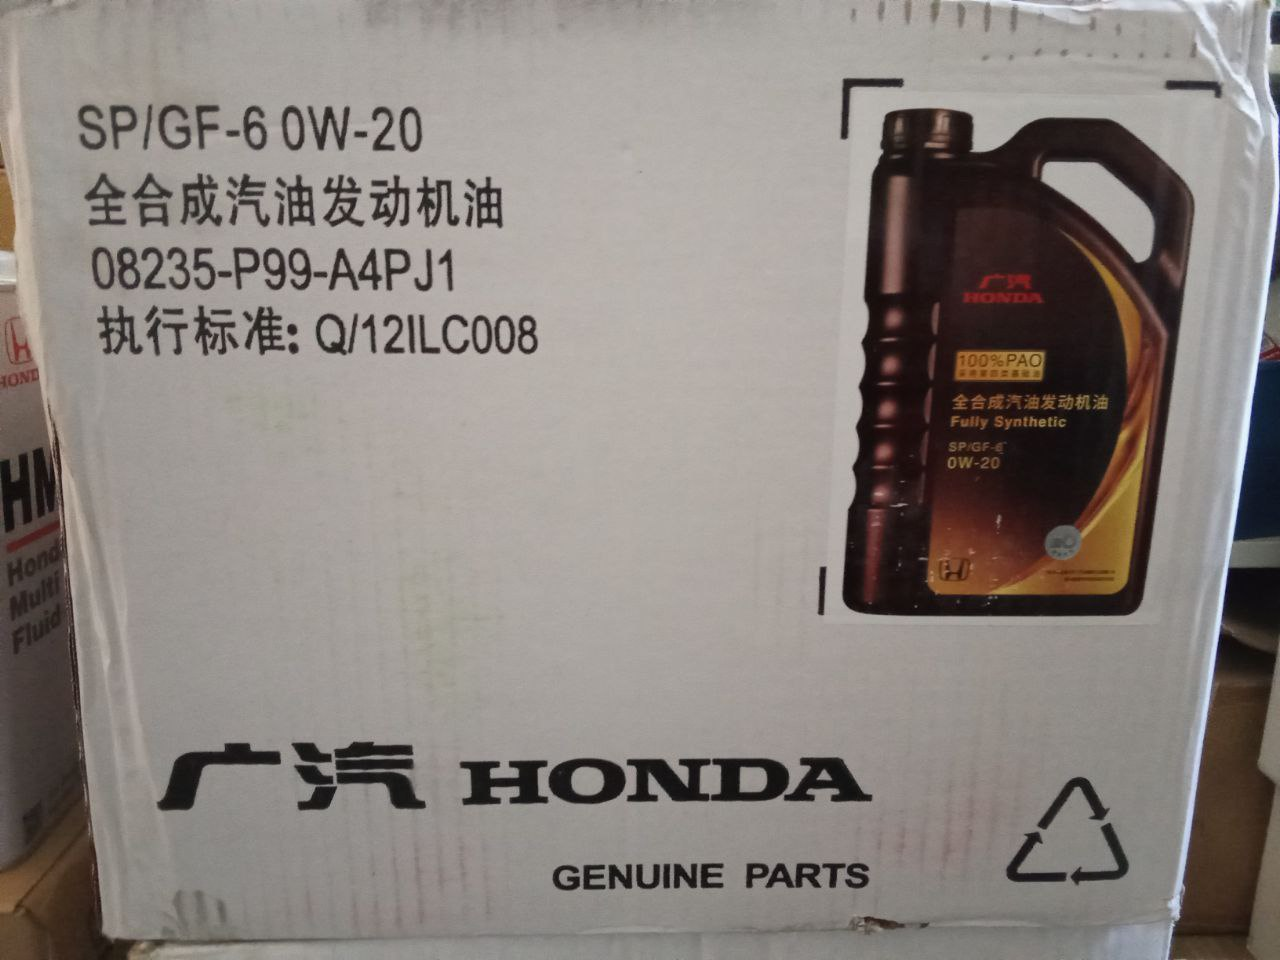 SP/GF-6 0W-20
全合成汽油发动机油
08235-P99-A4PJ1
执行标准: Q/12ILC008
广汽
HONDA
100%PAO
全合成汽油发动机油
Fully Synthetic
SP/GF-6
0W-20
广汽 HONDA
GENUINE PARTS
HOND
HM
Hond
Multi
Fluid